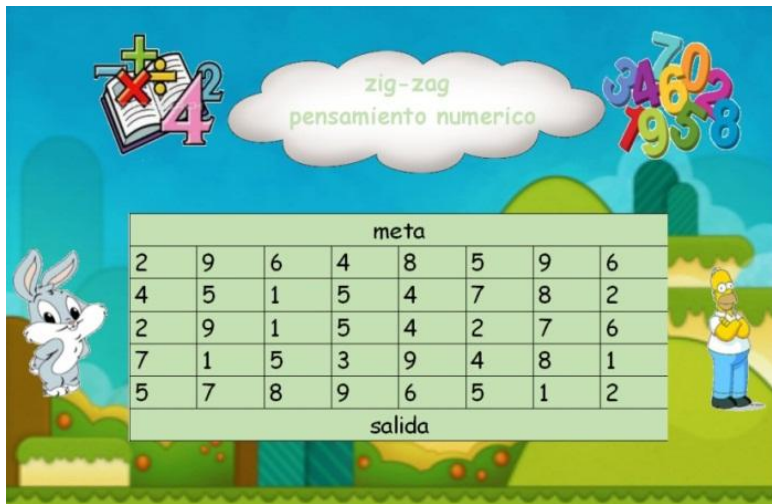 zig-zag
pensamiento numerico
meta
2 9 6 4 8 5 9 6
4 5 1 5 4 7 8 2
2 9 1 5 4 2 7 6
7 1 5 3 9 4 8 1
5 7 8 9 6 5 1 2
salida